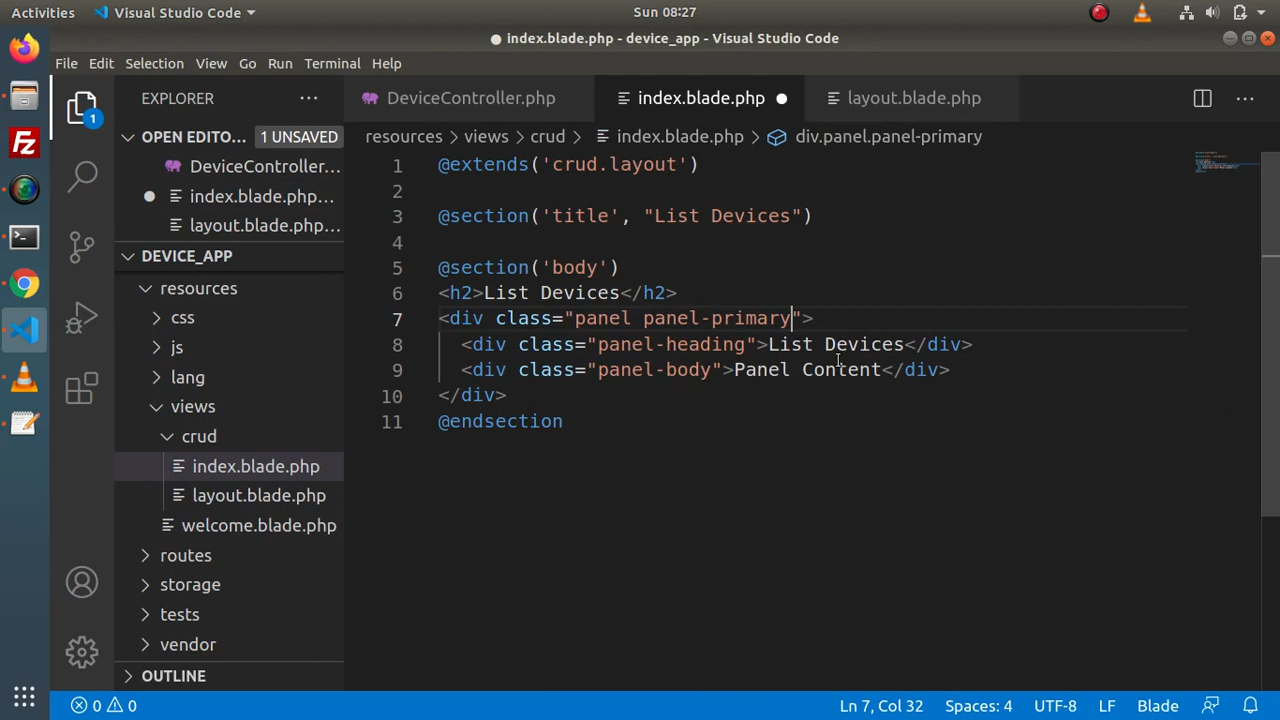 Activities Visual Studio Code Sun 08:27
index.blade.php - device_app - Visual Studio Code
File Edit Selection View Go Run Terminal Help
EXPLORER
OPEN EDITO... 1 UNSAVED
DeviceController...
index.blade.php...
layout.blade.php...
DEVICE_APP
resources
css
js
lang
views
crud
index.blade.php
layout.blade.php
welcome.blade.php
routes
storage
tests
vendor
OUTLINE
1
DeviceController.php index.blade.php layout.blade.php
resources > views > crud > index.blade.php > div.panel.panel-primary
1 @extends('crud.layout')
2
3 @section('title', "List Devices")
4
5 @section('body')
6 <h2>List Devices</h2>
7 <div class="panel panel-primary">
8 <div class="panel-heading">List Devices</div>
9 <div class="panel-body">Panel Content</div>
10 </div>
11 @endsection
0 0 Ln 7, Col 32 Spaces: 4 UTF-8 LF Blade